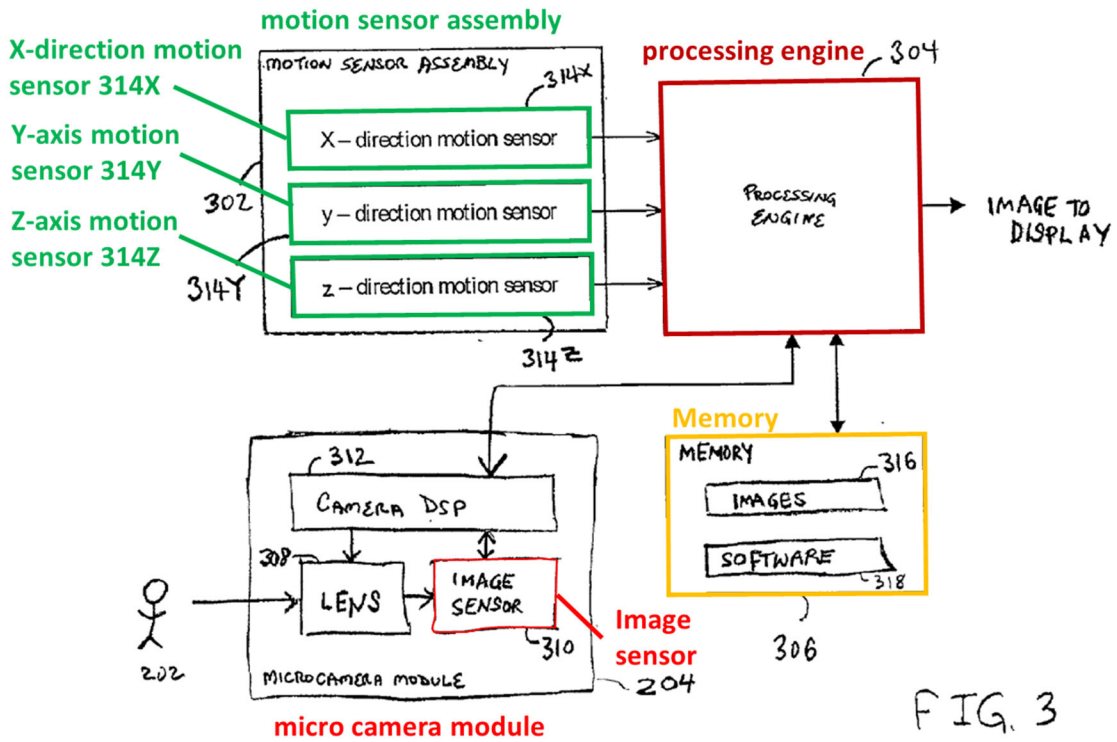 motion sensor assembly
X-direction motion
sensor 314X
Y-axis motion
sensor 314Y
Z-axis motion
sensor 314Z
MOTION SENSOR ASSEMBLY
314X
X – direction motion sensor
302
y – direction motion sensor
314Y
z – direction motion sensor
314Z
processing engine
304
PROCESSING
ENGINE
IMAGE TO
DISPLAY
312
CAMERA DSP
308
LENS
IMAGE
SENSOR
310
202
MICROCAMERA MODULE
204
Image
sensor
micro camera module
Memory
MEMORY
316
IMAGES
SOFTWARE
318
306
FIG. 3